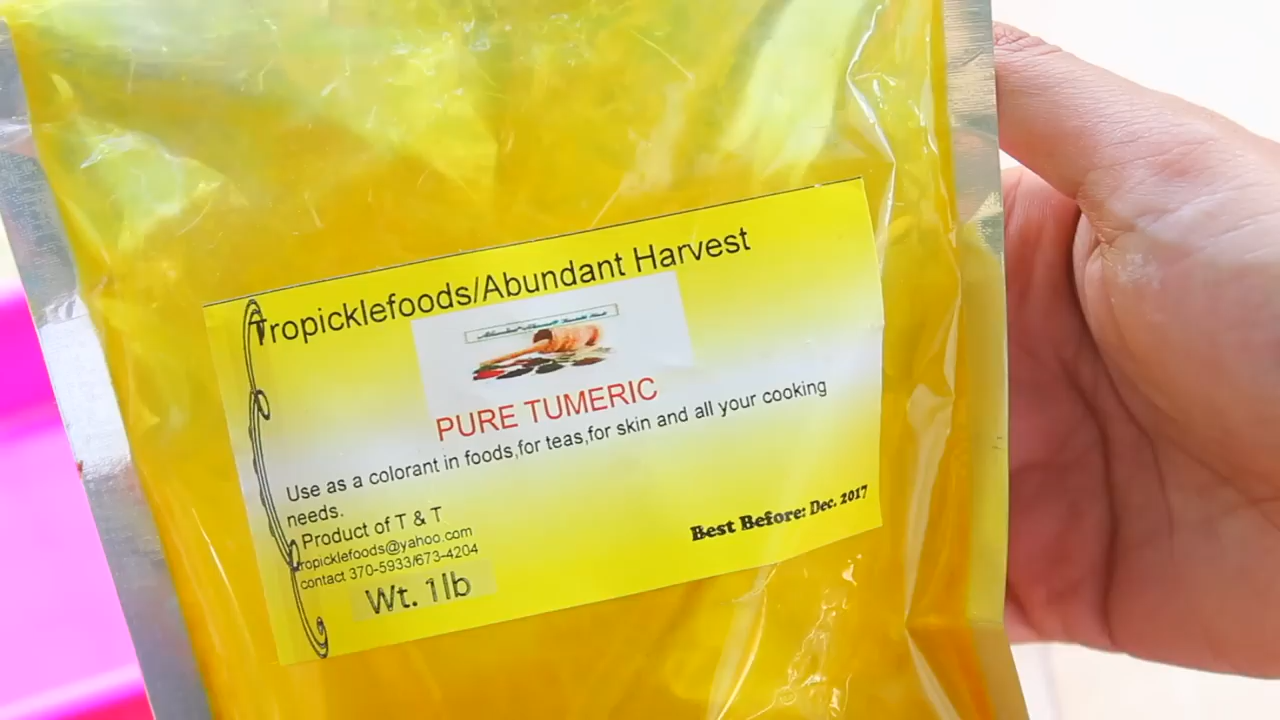 Tropicklefoods/Abundant Harvest
PURE TUMERIC
Use as a colorant in foods,for teas,for skin and all your cooking
needs.
Product of T & T
tropicklefoods@yahoo.com
contact 370-5933/673-4204
Wt. 1lb
Best Before: Dec. 2017